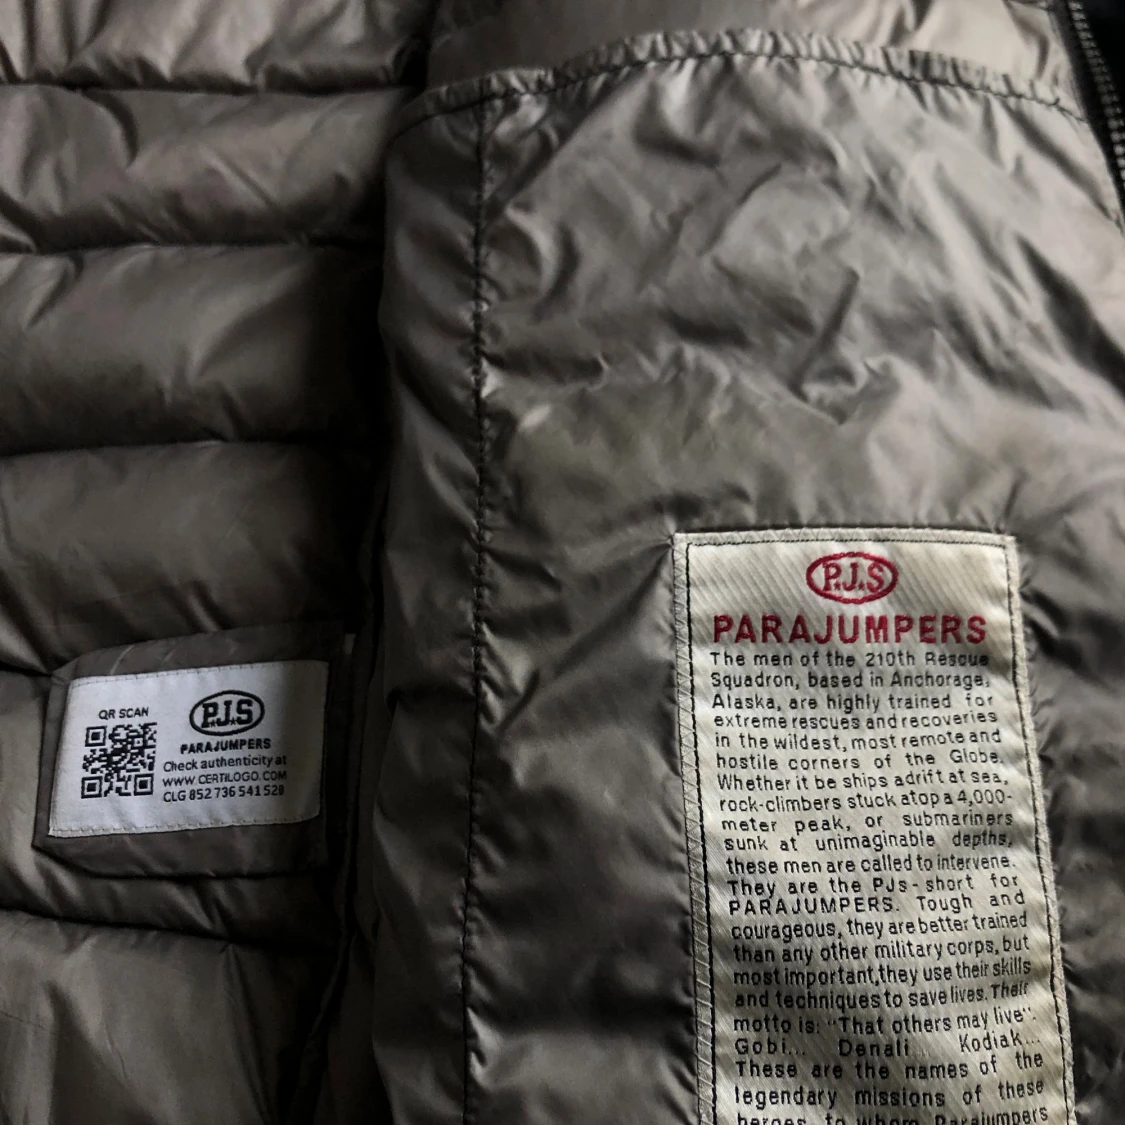 QR SCAN
P.J.S
PARAJUMPERS
Check authenticity at
WWW.CERTILOGO.COM
CLG 852 736 541 528
P.J.S
PARAJUMPERS
The men of the 210th Rescue
Squadron, based in Anchorage,
Alaska, are highly trained for
extreme rescues and recoveries
in the wildest, most remote and
hostile corners of the Globe.
Whether it be ships adrift at sea,
rock-climbers stuck atop a 4,000-
meter peak, or submariners
sunk at unimaginable depths,
these men are called to intervene.
They are the PJs - short for
PARAJUMPERS. Tough and
courageous, they are better trained
than any other military corps, but
most important, they use their skills
and techniques to save lives. Their
motto is: "That others may live".
Gobi... Denali... Kodiak...
These are the names of the
legendary missions of these
heroes, to whom Parajumpers